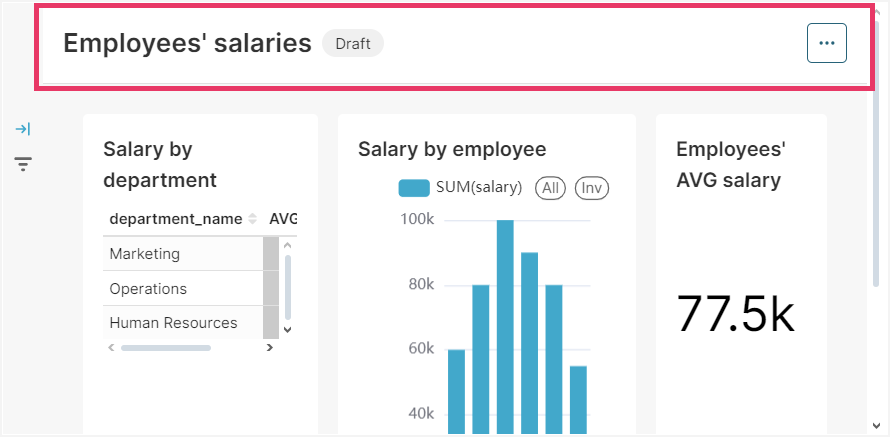 Employees' salaries
Draft
...
Salary by
department
department_name AVG
Marketing
Operations
Human Resources
Salary by employee
SUM(salary) All Inv
100k
80k
60k
40k
Employees'
AVG salary
77.5k